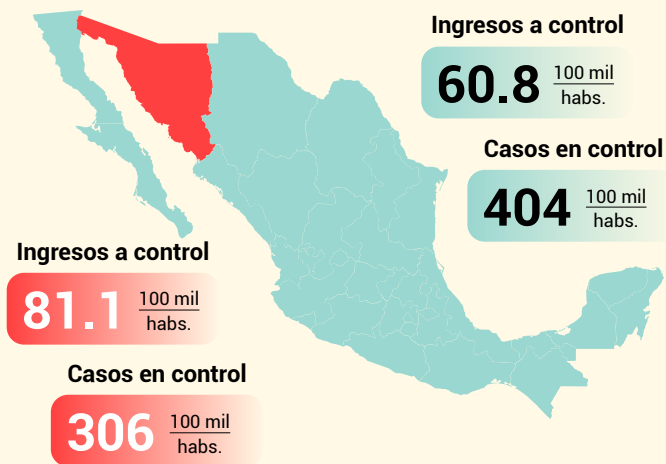 Ingresos a control
60.8 100 mil
habs.
Casos en control
404 100 mil
habs.
Ingresos a control
81.1 100 mil
habs.
Casos en control
306 100 mil
habs.